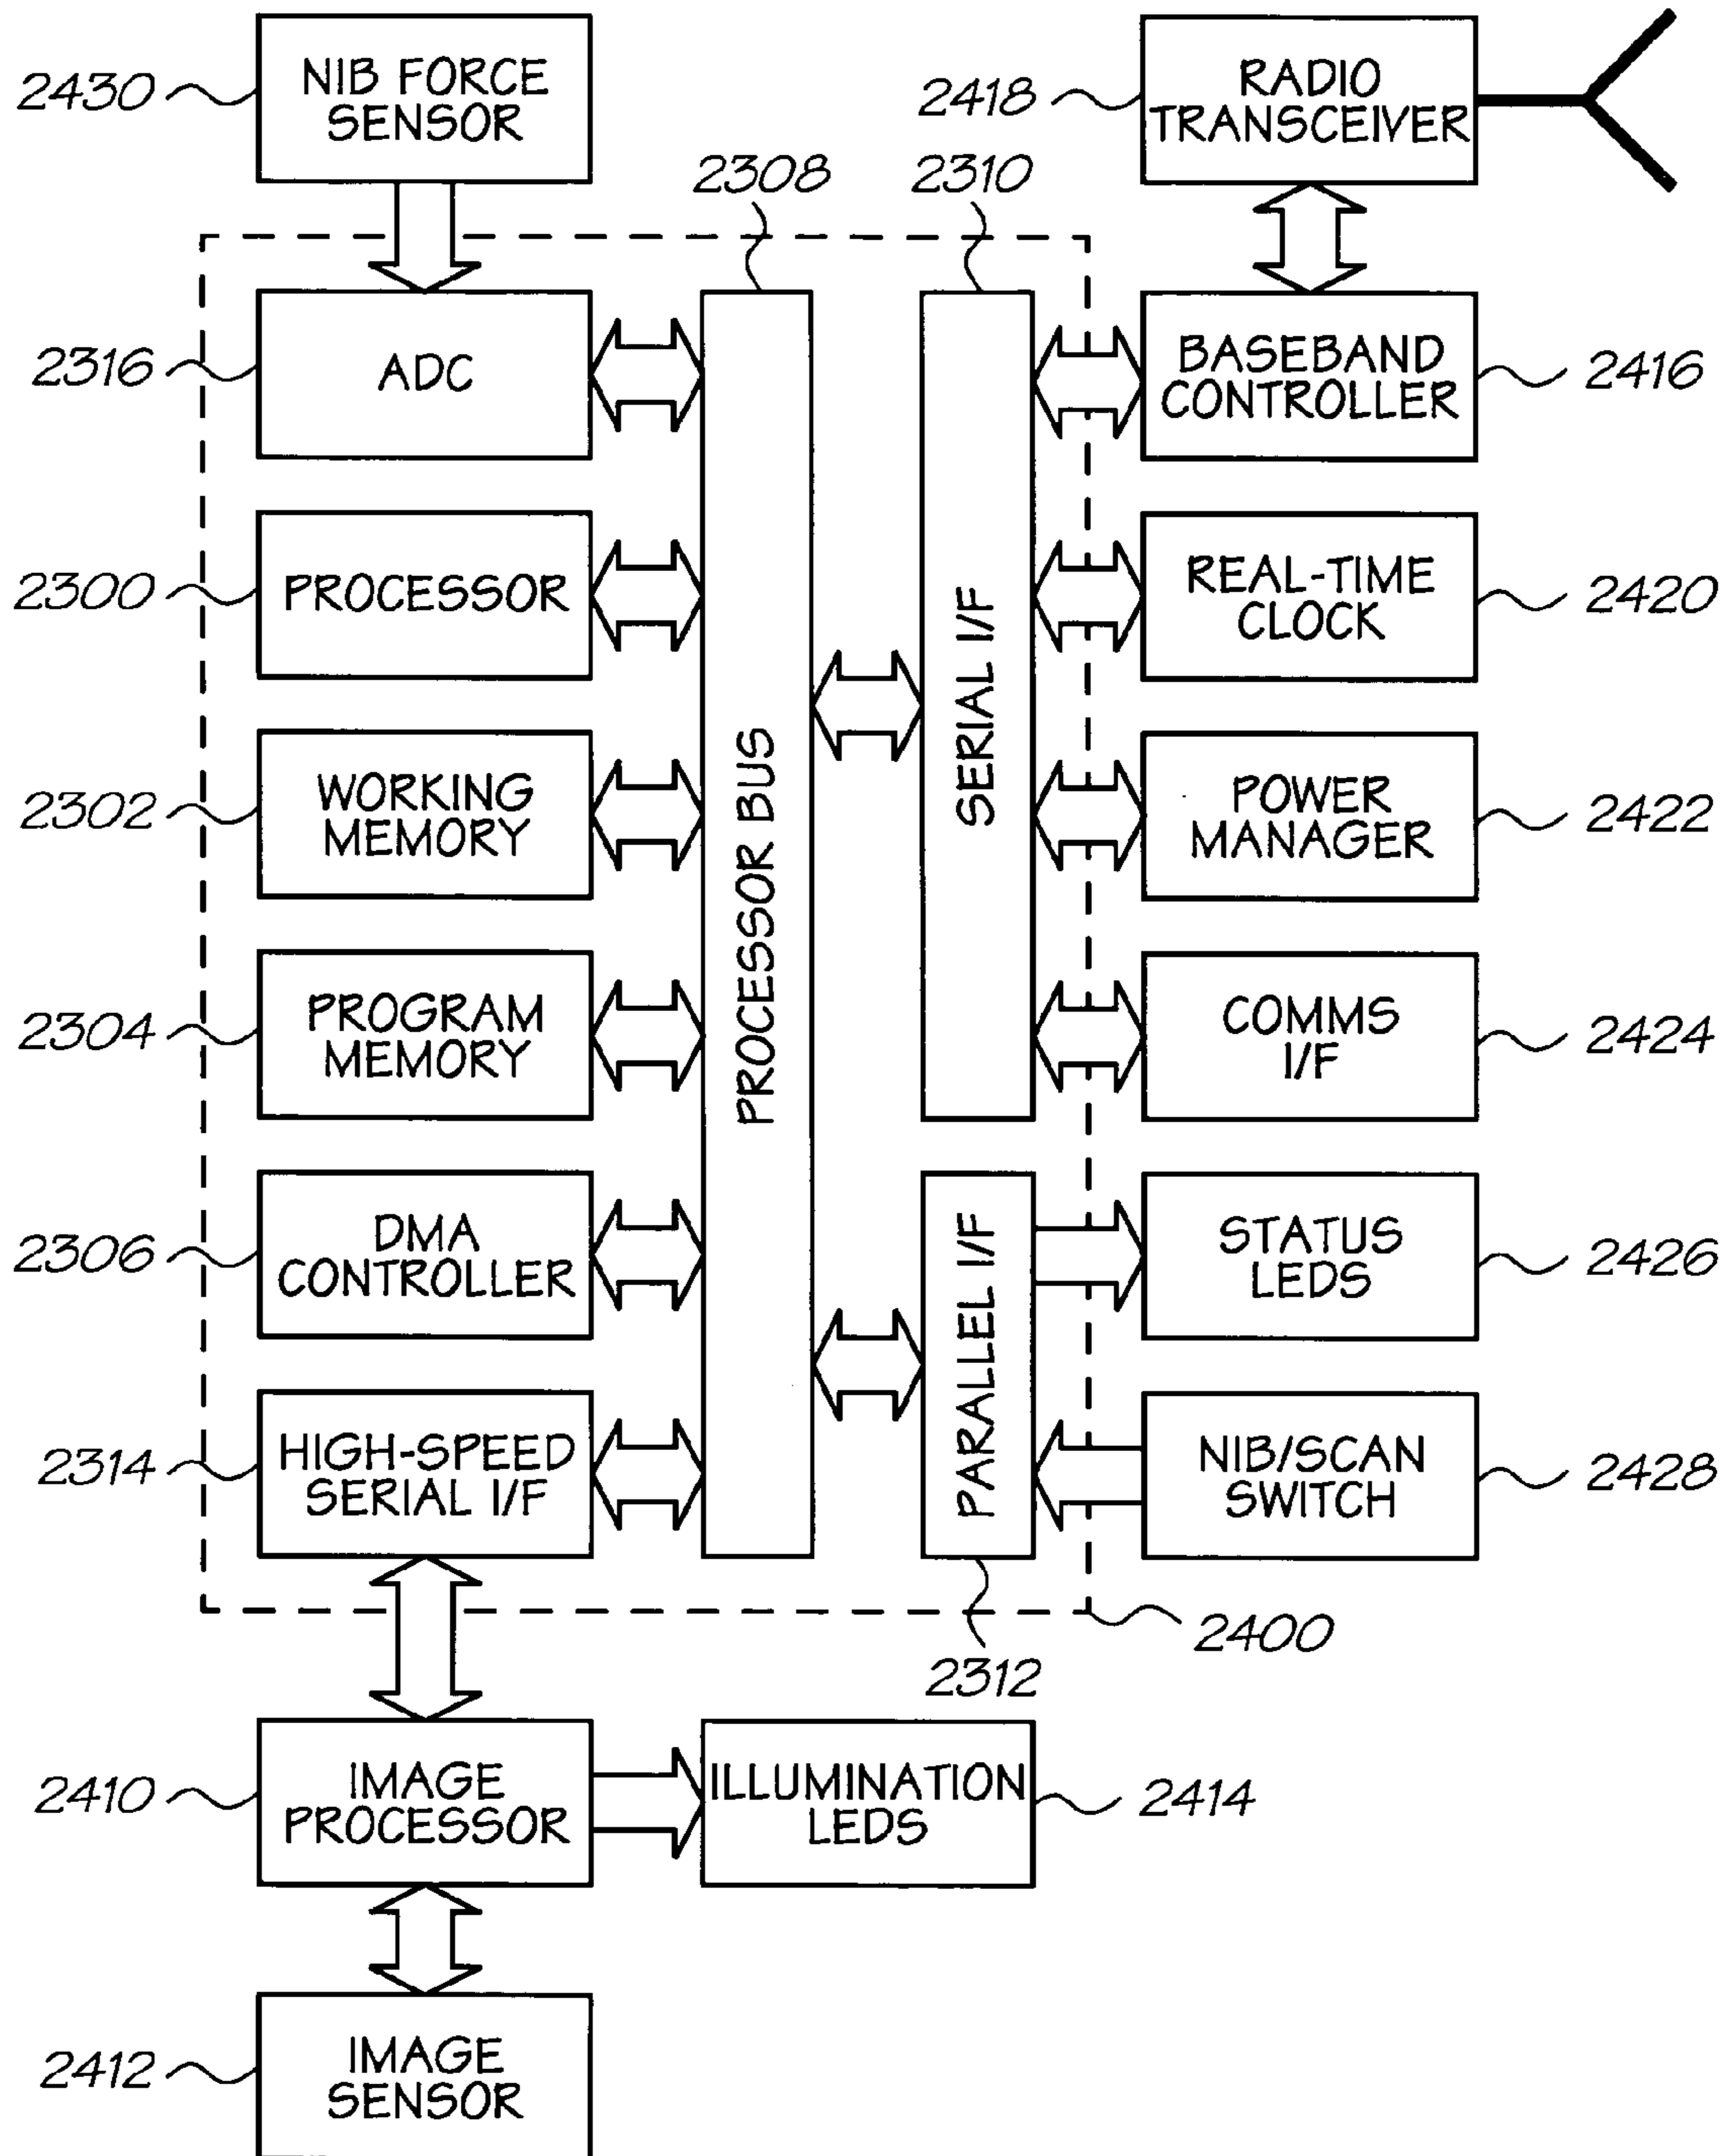 2430
NIB FORCE
SENSOR
2418
RADIO
TRANSCEIVER
2308
2310
2316
ADC
BASEBAND
CONTROLLER
2416
2300
PROCESSOR
REAL-TIME
CLOCK
2420
2302
WORKING
MEMORY
PROCESSOR BUS
SERIAL I/F
POWER
MANAGER
2422
2304
PROGRAM
MEMORY
COMMS
I/F
2424
2306
DMA
CONTROLLER
PARALLEL I/F
STATUS
LEDS
2426
2314
HIGH-SPEED
SERIAL I/F
NIB/SCAN
SWITCH
2428
2400
2312
2410
IMAGE
PROCESSOR
ILLUMINATION
LEDS
2414
2412
IMAGE
SENSOR